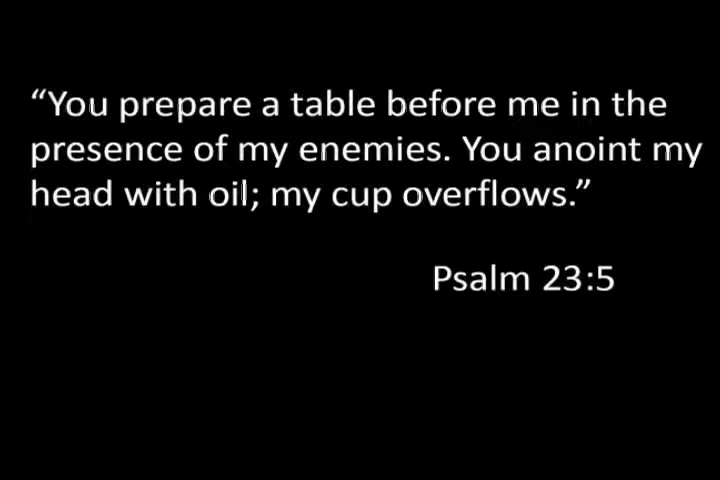 “You prepare a table before me in the
presence of my enemies. You anoint my
head with oil; my cup overflows.”
Psalm 23:5